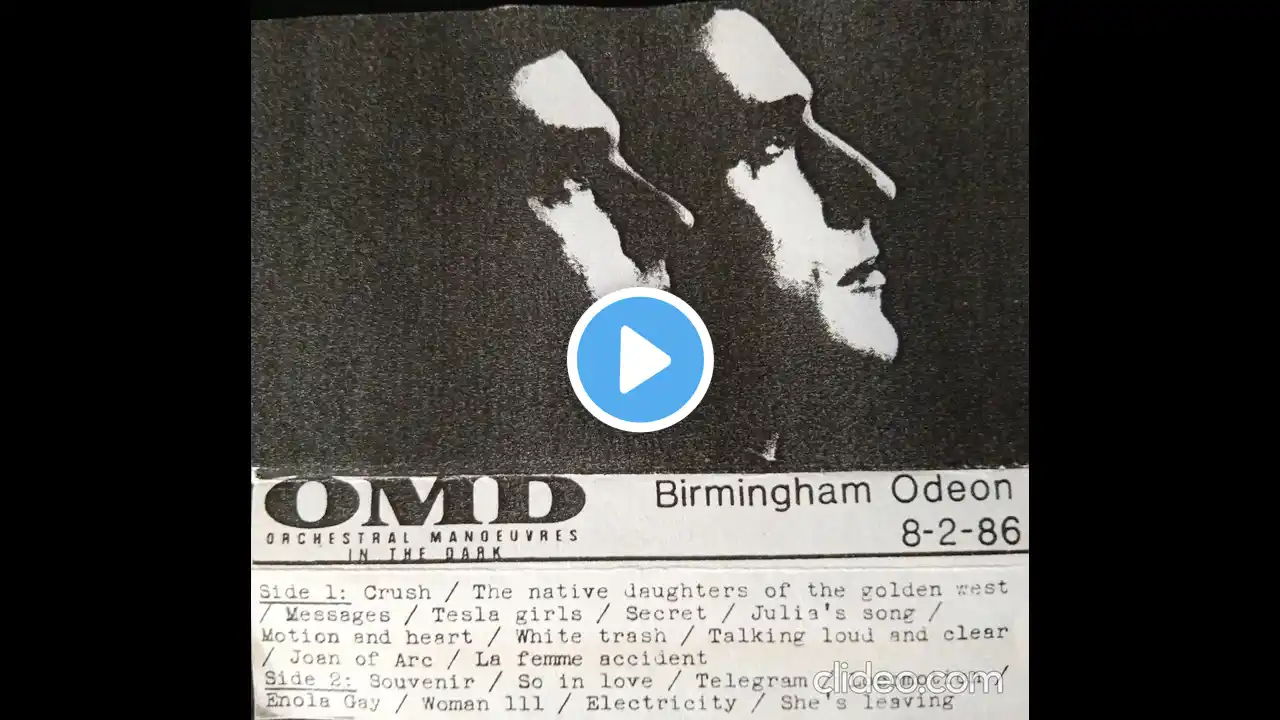 OMD
ORCHESTRAL MANOEUVRES
IN THE DARK
Birmingham Odeon
8-2-86
Side 1: Crush / The native daughters of the golden west
/ Messages / Tesla girls / Secret / Julia's song /
Motion and heart / White trash / Talking loud and clear
/ Joan of Arc / La femme accident
Side 2: Souvenir / So in love / Telegram /
Enola Gay / Woman 111 / Electricity / She's leaving
clideo.com